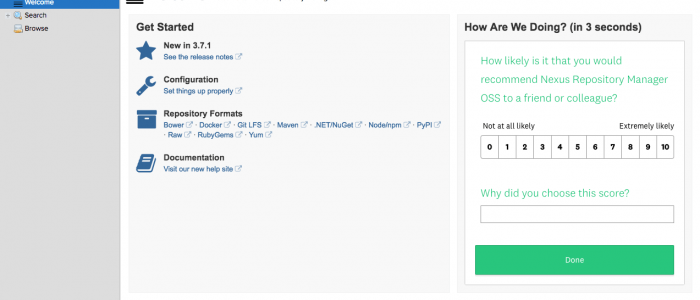 Welcome
Search
Browse
Get Started
New in 3.7.1
See the release notes
Configuration
Set things up properly
Repository Formats
Bower · Docker · Git LFS · Maven · .NET/NuGet · Node/npm · PyPI
· Raw · RubyGems · Yum
Documentation
Visit our new help site
How Are We Doing? (in 3 seconds)
How likely is it that you would
recommend Nexus Repository Manager
OSS to a friend or colleague?
Not at all likely Extremely likely
0 1 2 3 4 5 6 7 8 9 10
Why did you choose this score?
Done